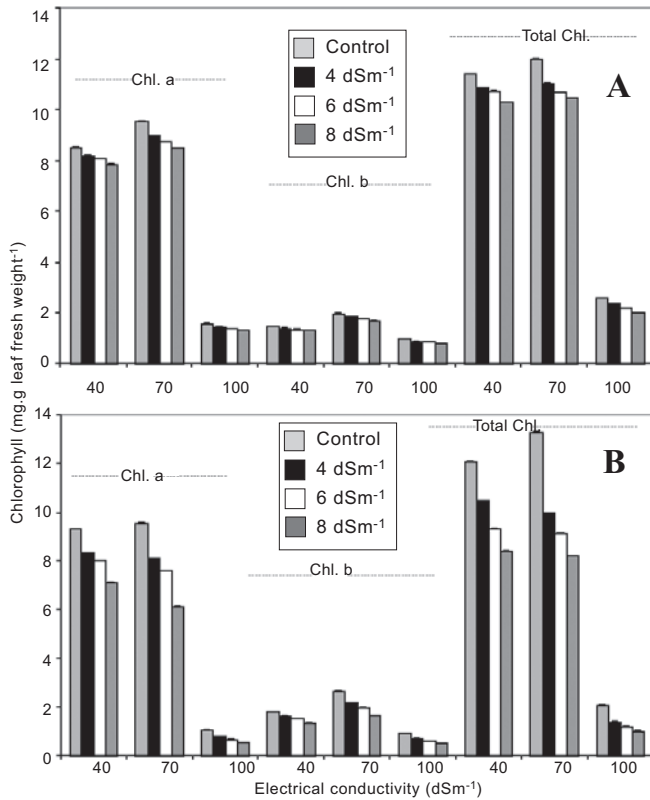 Chlorophyll (mg.g leaf fresh weight⁻¹)
14
12
10
8
6
4
2
0
Chl. a
Control
4 dSm⁻¹
6 dSm⁻¹
8 dSm⁻¹
Chl. b
Total Chl.
A
40 70 100 40 70 100 40 70 100
14
12
10
8
6
4
2
0
Chl. a
Control
4 dSm⁻¹
6 dSm⁻¹
8 dSm⁻¹
Chl. b
Total Chl.
B
40 70 100 40 70 100 40 70 100
Electrical conductivity (dSm⁻¹)